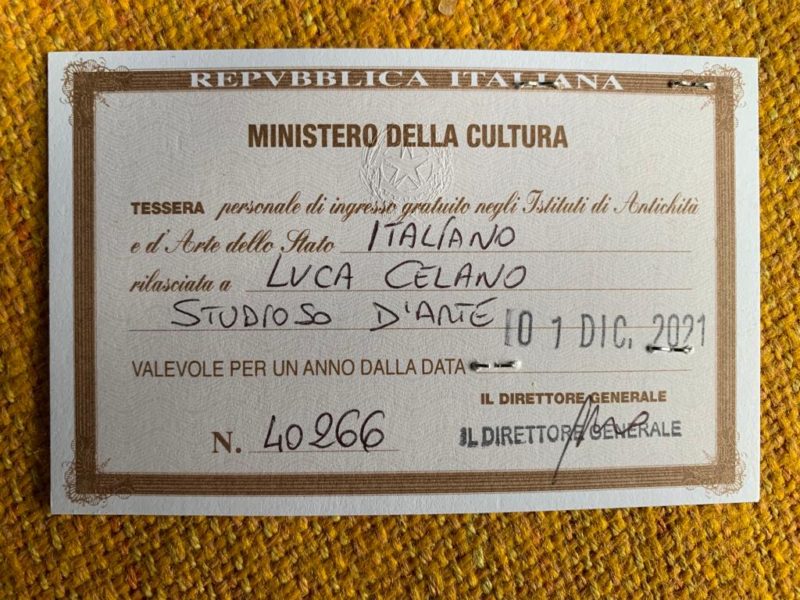 REPVBBLICA ITALIANA
MINISTERO DELLA CULTURA
TESSERA personale di ingresso gratuito negli Istituti di Antichità
e d'Arte dello Stato ITALIANO
rilasciata a LUCA CELANO
STUDIOSO D'ARTE
01 DIC. 2021
VALEVOLE PER UN ANNO DALLA DATA
IL DIRETTORE GENERALE
N. 40266
IL DIRETTORE GENERALE